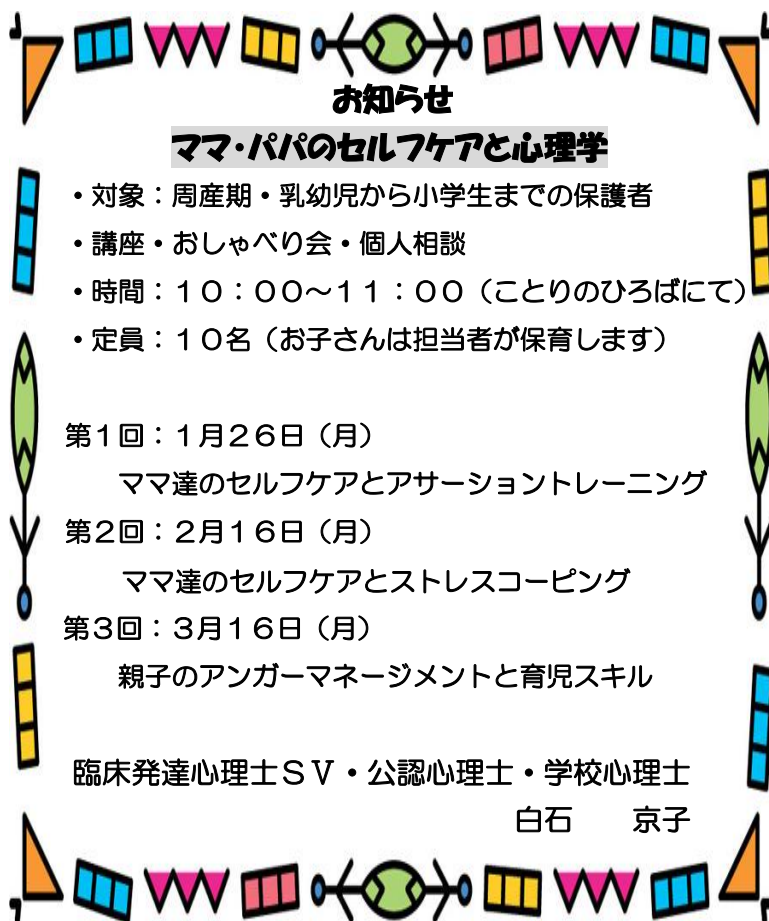 お知らせ
ママ・パパのセルフケアと心理学
・対象：周産期・乳幼児から小学生までの保護者
・講座・おしゃべり会・個人相談
・時間：１０：００～１１：００（ことりのひろばにて）
・定員：１０名（お子さんは担当者が保育します）
第１回：１月２６日（月）
ママ達のセルフケアとアサーショントレーニング
第２回：２月１６日（月）
ママ達のセルフケアとストレスコーピング
第３回：３月１６日（月）
親子のアンガーマネージメントと育児スキル
臨床発達心理士ＳＶ・公認心理士・学校心理士
白石　　京子